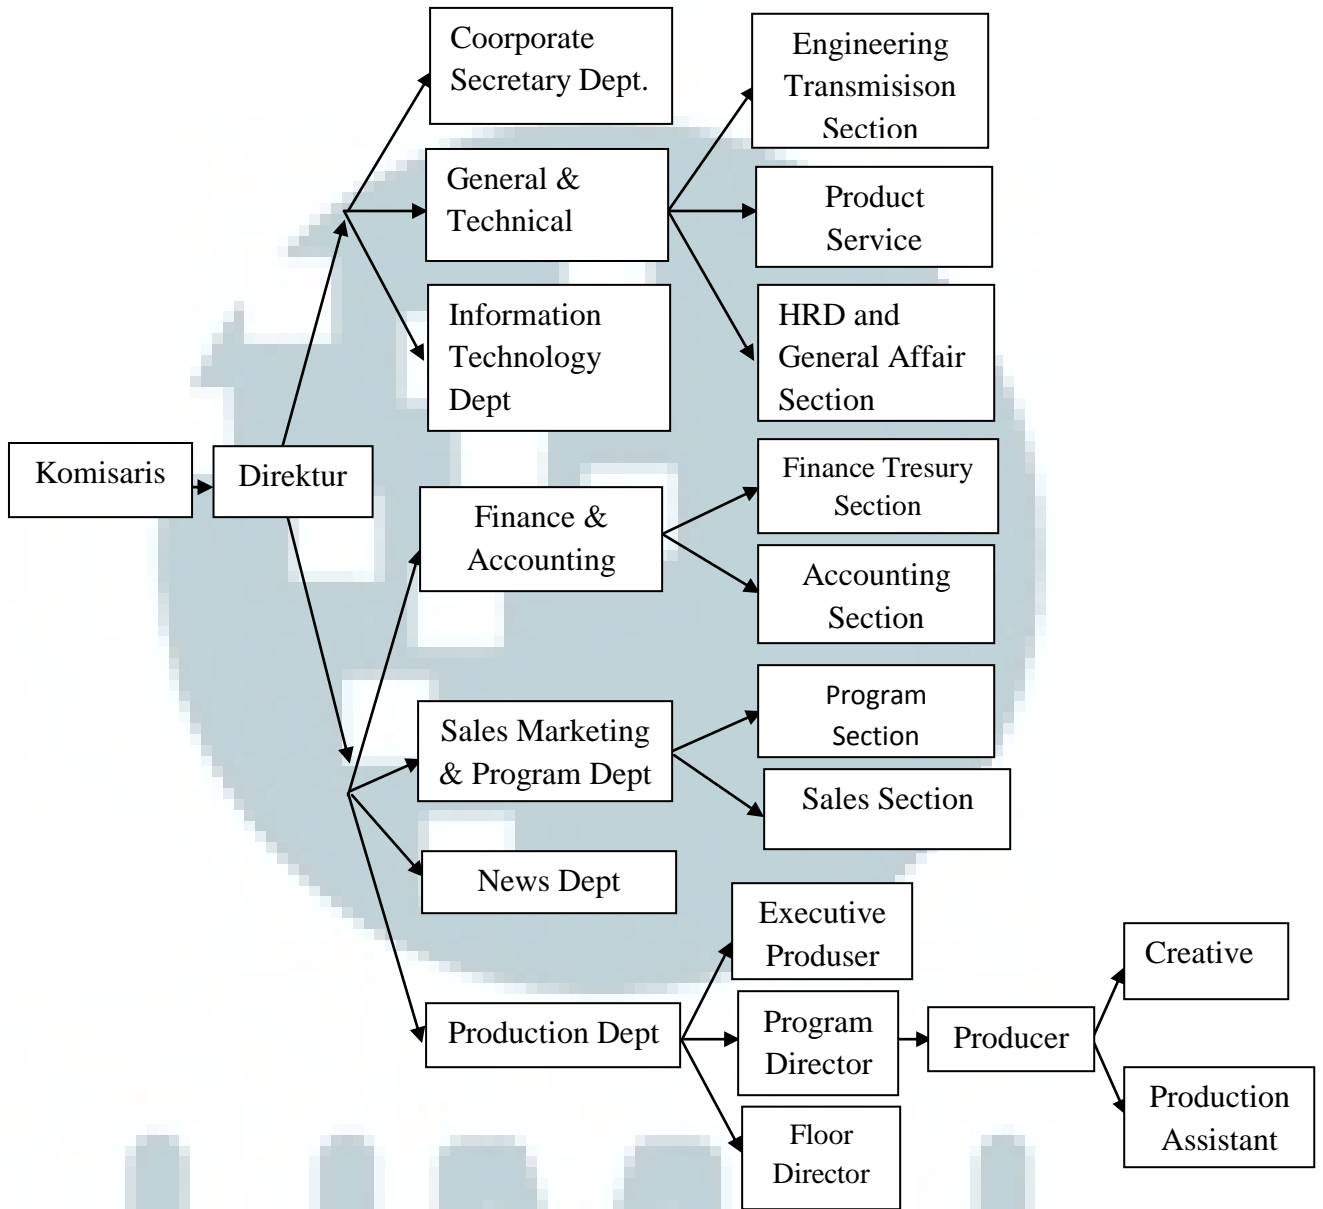 Coorporate
Secretary Dept.
Engineering
Transmisison
Section
General &
Technical
Product
Service
Information
Technology
Dept
HRD and
General Affair
Section
Komisaris
Direktur
Finance &
Accounting
Finance Tresury
Section
Accounting
Section
Sales Marketing
& Program Dept
Program
Section
Sales Section
News Dept
Executive
Produser
Production Dept
Program
Director
Floor
Director
Producer
Creative
Production
Assistant